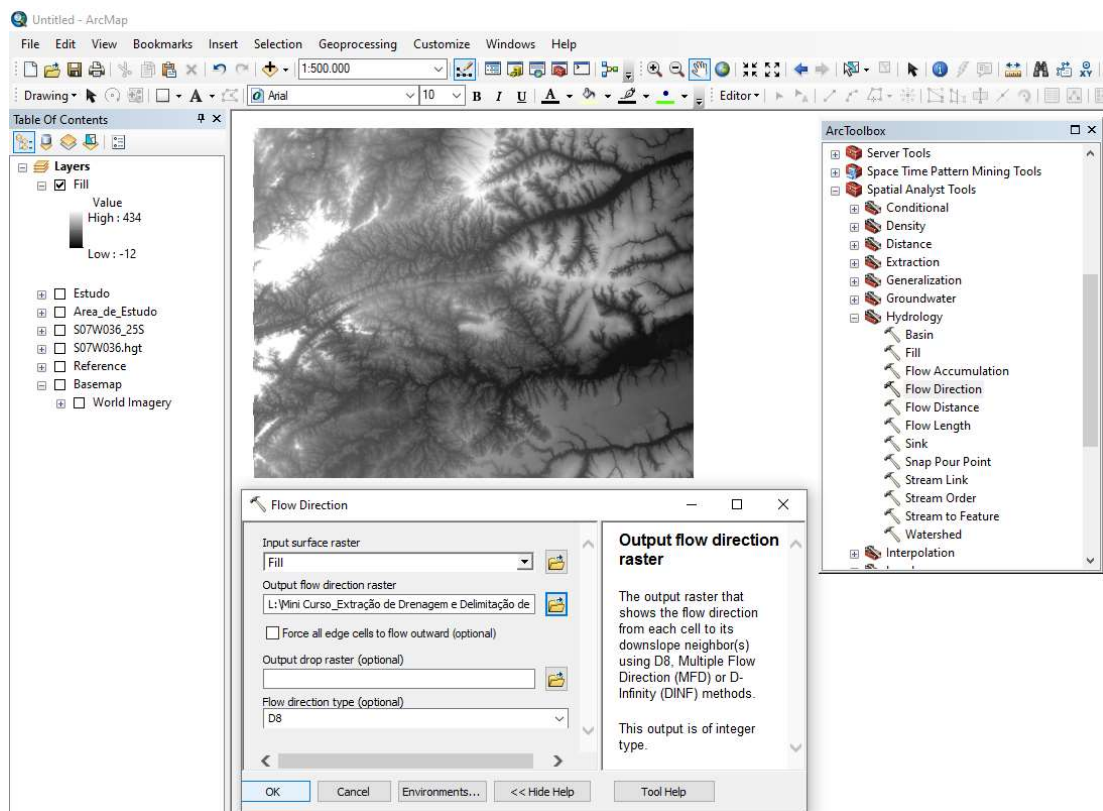 Untitled - ArcMap
File Edit View Bookmarks Insert Selection Geoprocessing Customize Windows Help
1:500.000
Drawing Arial 10 B I U A Editor
Table Of Contents
Layers
Fill
Value
High : 434
Low : -12
Estudo
Area_de_Estudo
S07W036_25S
S07W036.hgt
Reference
Basemap
World Imagery
ArcToolbox
Server Tools
Space Time Pattern Mining Tools
Spatial Analyst Tools
Conditional
Density
Distance
Extraction
Generalization
Groundwater
Hydrology
Basin
Fill
Flow Accumulation
Flow Direction
Flow Distance
Flow Length
Sink
Snap Pour Point
Stream Link
Stream Order
Stream to Feature
Watershed
Interpolation
Flow Direction
Input surface raster
Fill
Output flow direction raster
L:\Mini Curso_Extração de Drenagem e Delimitação de
Force all edge cells to flow outward (optional)
Output drop raster (optional)
Flow direction type (optional)
D8
OK Cancel Environments... << Hide Help Tool Help
Output flow direction
raster
The output raster that
shows the flow direction
from each cell to its
downslope neighbor(s)
using D8, Multiple Flow
Direction (MFD) or D-
Infinity (DINF) methods.
This output is of integer
type.